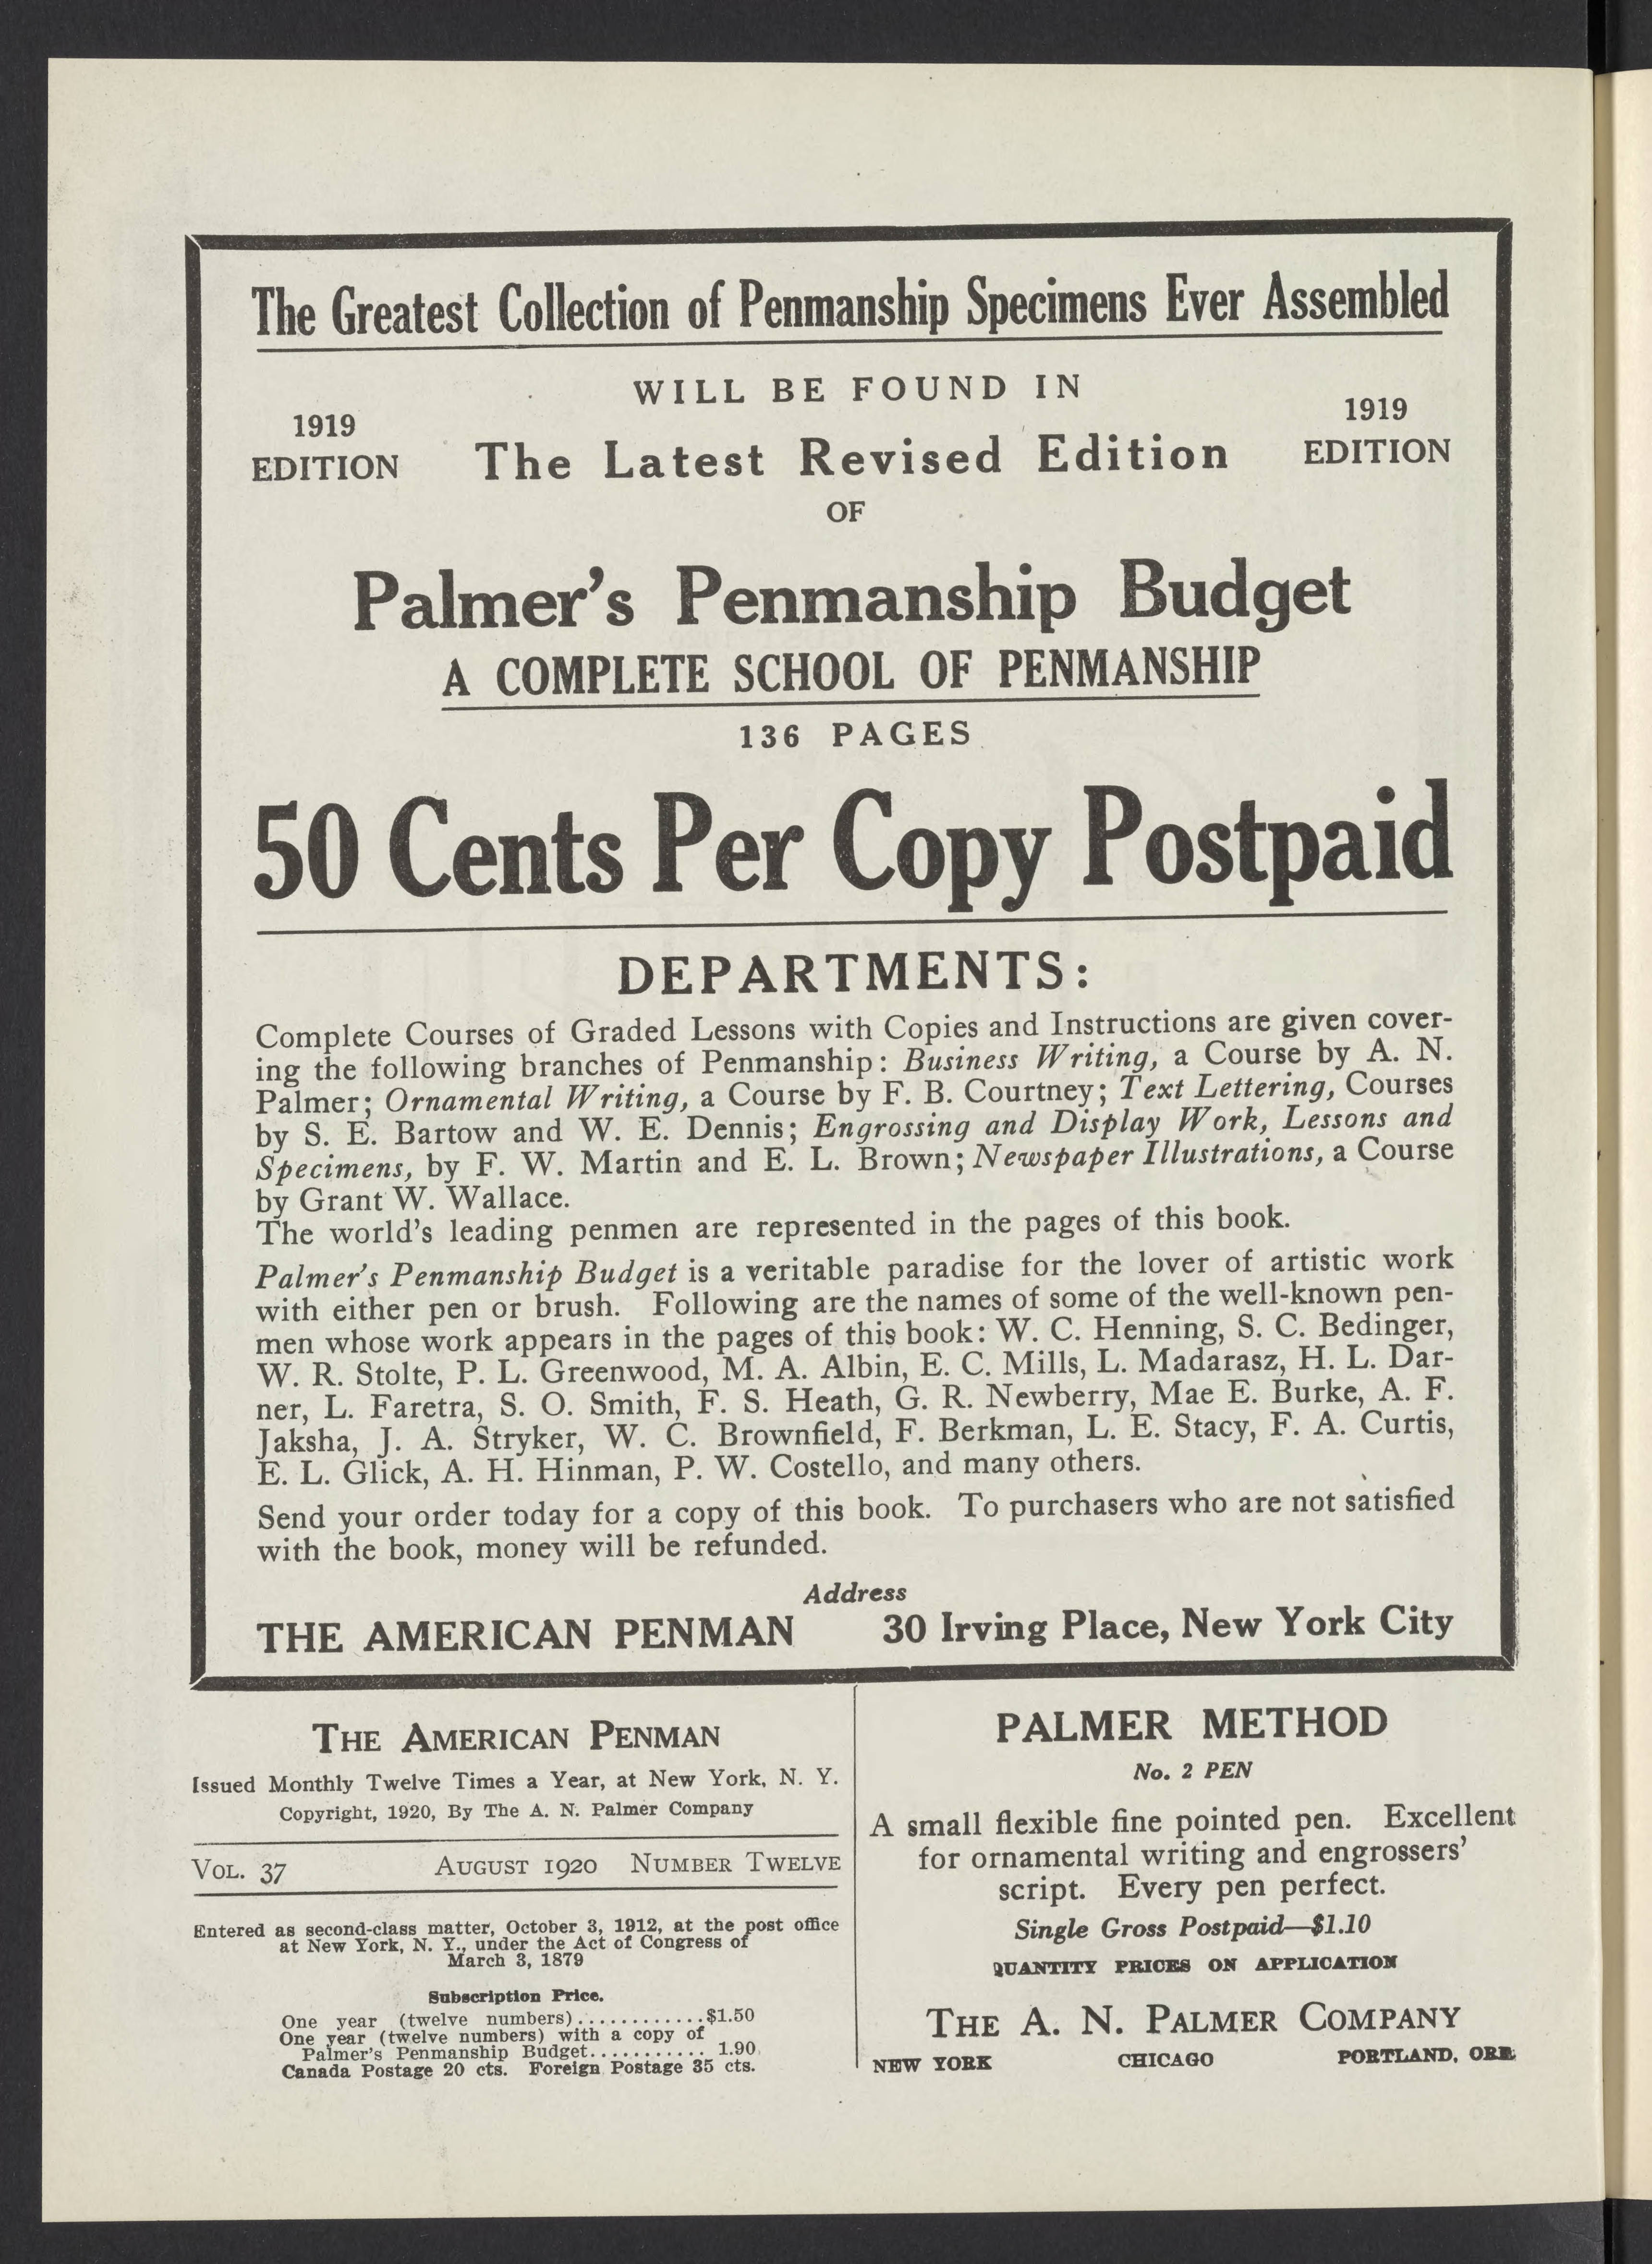 The Greatest Collection of Penmanship Specimens Ever Assembled
WILL BE FOUND IN
1919
EDITION
The Latest Revised Edition
1919
EDITION
OF
Palmer's Penmanship Budget
A COMPLETE SCHOOL OF PENMANSHIP
136 PAGES
50 Cents Per Copy Postpaid
DEPARTMENTS:
Complete Courses of Graded Lessons with Copies and Instructions are given cover-
ing the following branches of Penmanship: Business Writing, a Course by A. N.
Palmer; Ornamental Writing, a Course by F. B. Courtney; Text Lettering, Courses
by S. E. Bartow and W. E. Dennis; Engrossing and Display Work, Lessons and
Specimens, by F. W. Martin and E. L. Brown; Newspaper Illustrations, a Course
by Grant W. Wallace.
The world's leading penmen are represented in the pages of this book.
Palmer's Penmanship Budget is a veritable paradise for the lover of artistic work
with either pen or brush. Following are the names of some of the well-known pen-
men whose work appears in the pages of this book: W. C. Henning, S. C. Bedinger,
W. R. Stolte, P. L. Greenwood, M. A. Albin, E. C. Mills, L. Madarasz, H. L. Dar-
ner, L. Faretra, S. O. Smith, F. S. Heath, G. R. Newberry, Mae E. Burke, A. F.
Jaksha, J. A. Stryker, W. C. Brownfield, F. Berkman, L. E. Stacy, F. A. Curtis,
E. L. Glick, A. H. Hinman, P. W. Costello, and many others.
Send your order today for a copy of this book. To purchasers who are not satisfied
with the book, money will be refunded.
Address
THE AMERICAN PENMAN 30 Irving Place, New York City
THE AMERICAN PENMAN
Issued Monthly Twelve Times a Year, at New York, N. Y.
Copyright, 1920, By The A. N. Palmer Company
VOL. 37 AUGUST 1920 NUMBER TWELVE
Entered as second-class matter, October 3, 1912, at the post office
at New York, N. Y., under the Act of Congress of
March 3, 1879
Subscription Price.
One year (twelve numbers)............$1.50
One year (twelve numbers) with a copy of
Palmer's Penmanship Budget........... 1.90
Canada Postage 20 cts. Foreign Postage 35 cts.
PALMER METHOD
No. 2 PEN
A small flexible fine pointed pen. Excellent
for ornamental writing and engrossers'
script. Every pen perfect.
Single Gross Postpaid—$1.10
QUANTITY PRICES ON APPLICATION
THE A. N. PALMER COMPANY
NEW YORK CHICAGO PORTLAND, ORE.